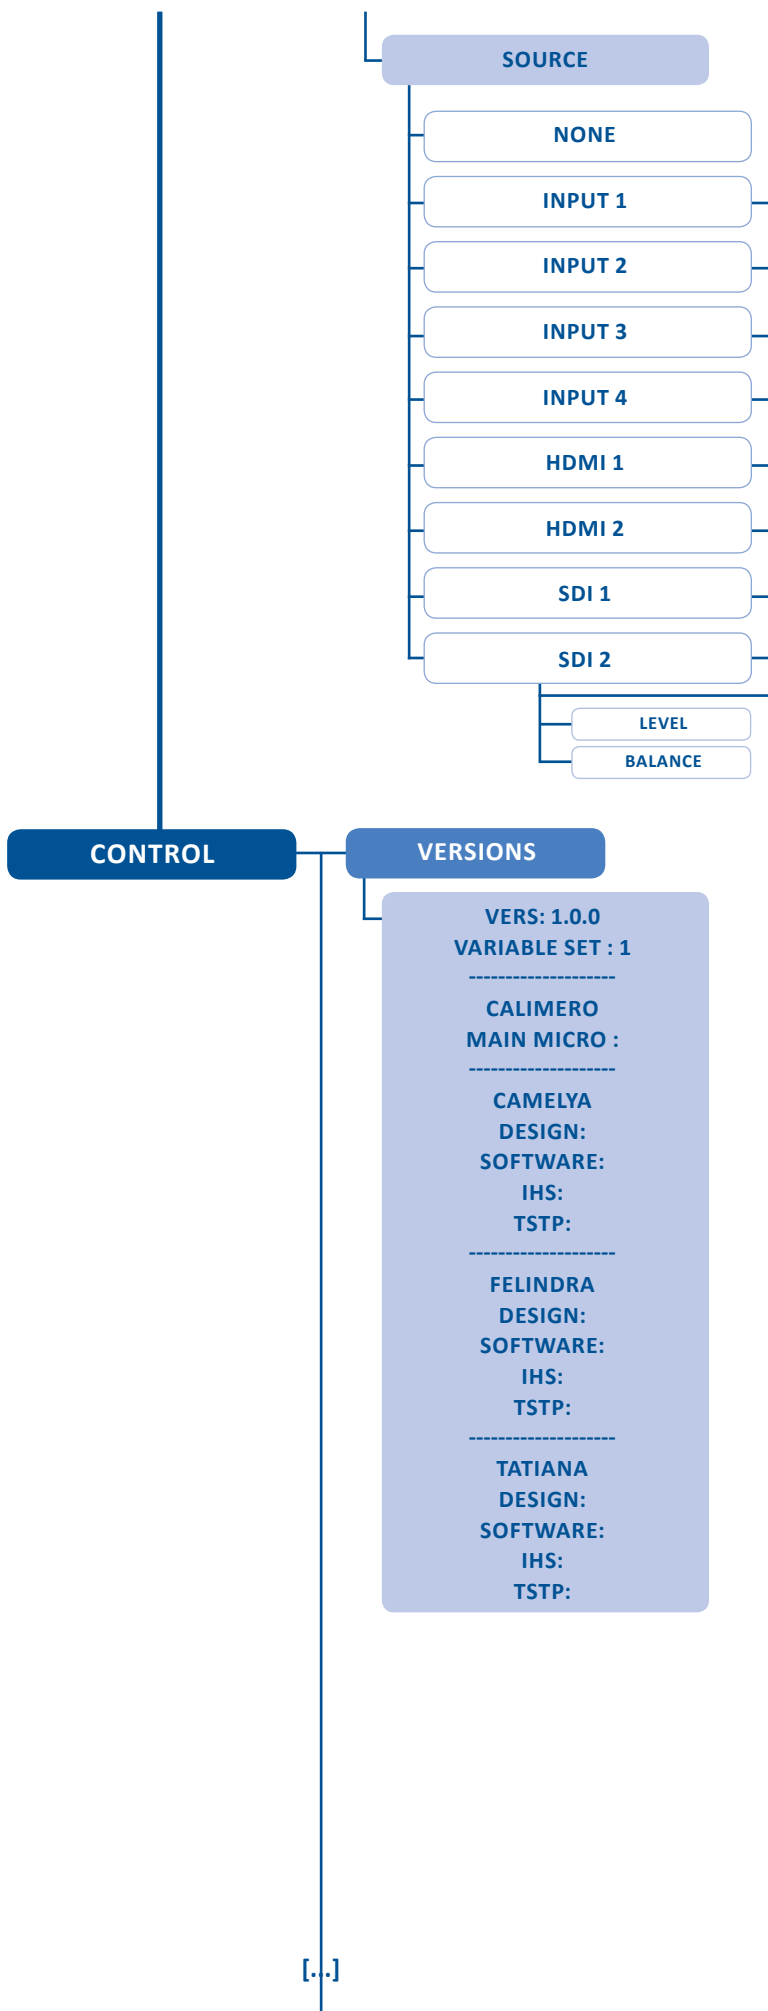 SOURCE
NONE
INPUT 1
INPUT 2
INPUT 3
INPUT 4
HDMI 1
HDMI 2
SDI 1
SDI 2
LEVEL
BALANCE
CONTROL
VERSIONS
VERS: 1.0.0
VARIABLE SET : 1
--------------------
CALIMERO
MAIN MICRO :
--------------------
CAMELYA
DESIGN:
SOFTWARE:
IHS:
TSTP:
--------------------
FELINDRA
DESIGN:
SOFTWARE:
IHS:
TSTP:
--------------------
TATIANA
DESIGN:
SOFTWARE:
IHS:
TSTP:
[...]